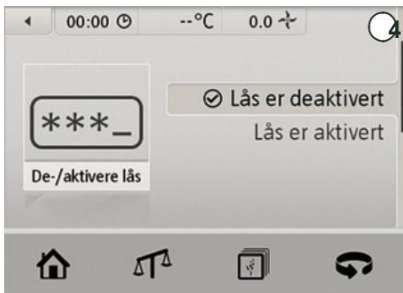 00:00 --°C 0.0
4
Lås er deaktivert
Lås er aktivert
***_
De-/aktivere lås